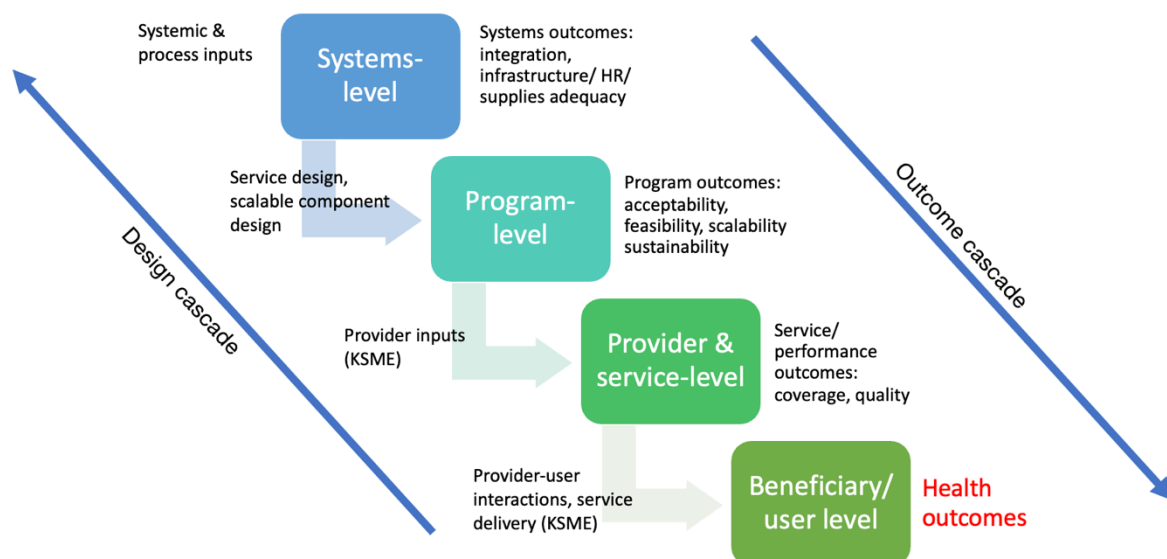 Systemic &
process inputs
Systems-
level
Systems outcomes:
integration,
infrastructure/ HR/
supplies adequacy
Service design,
scalable component
design
Program-
level
Program outcomes:
acceptability,
feasibility, scalability
sustainability
Design cascade
Outcome cascade
Provider inputs
(KSME)
Provider &
service-level
Service/
performance
outcomes:
coverage, quality
Provider-user
interactions, service
delivery (KSME)
Beneficiary/
user level
Health
outcomes